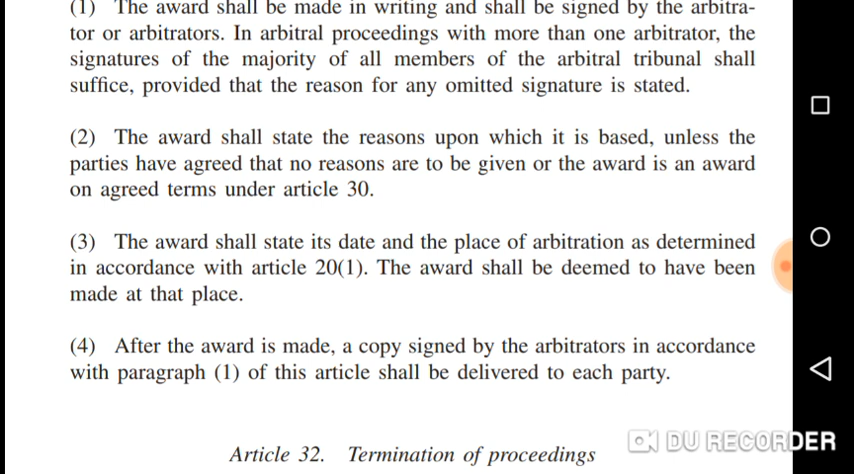 (1) The award shall be made in writing and shall be signed by the arbitra-
tor or arbitrators. In arbitral proceedings with more than one arbitrator, the
signatures of the majority of all members of the arbitral tribunal shall
suffice, provided that the reason for any omitted signature is stated.
(2) The award shall state the reasons upon which it is based, unless the
parties have agreed that no reasons are to be given or the award is an award
on agreed terms under article 30.
(3) The award shall state its date and the place of arbitration as determined
in accordance with article 20(1). The award shall be deemed to have been
made at that place.
(4) After the award is made, a copy signed by the arbitrators in accordance
with paragraph (1) of this article shall be delivered to each party.
Article 32. Termination of proceedings
DU RECORDER